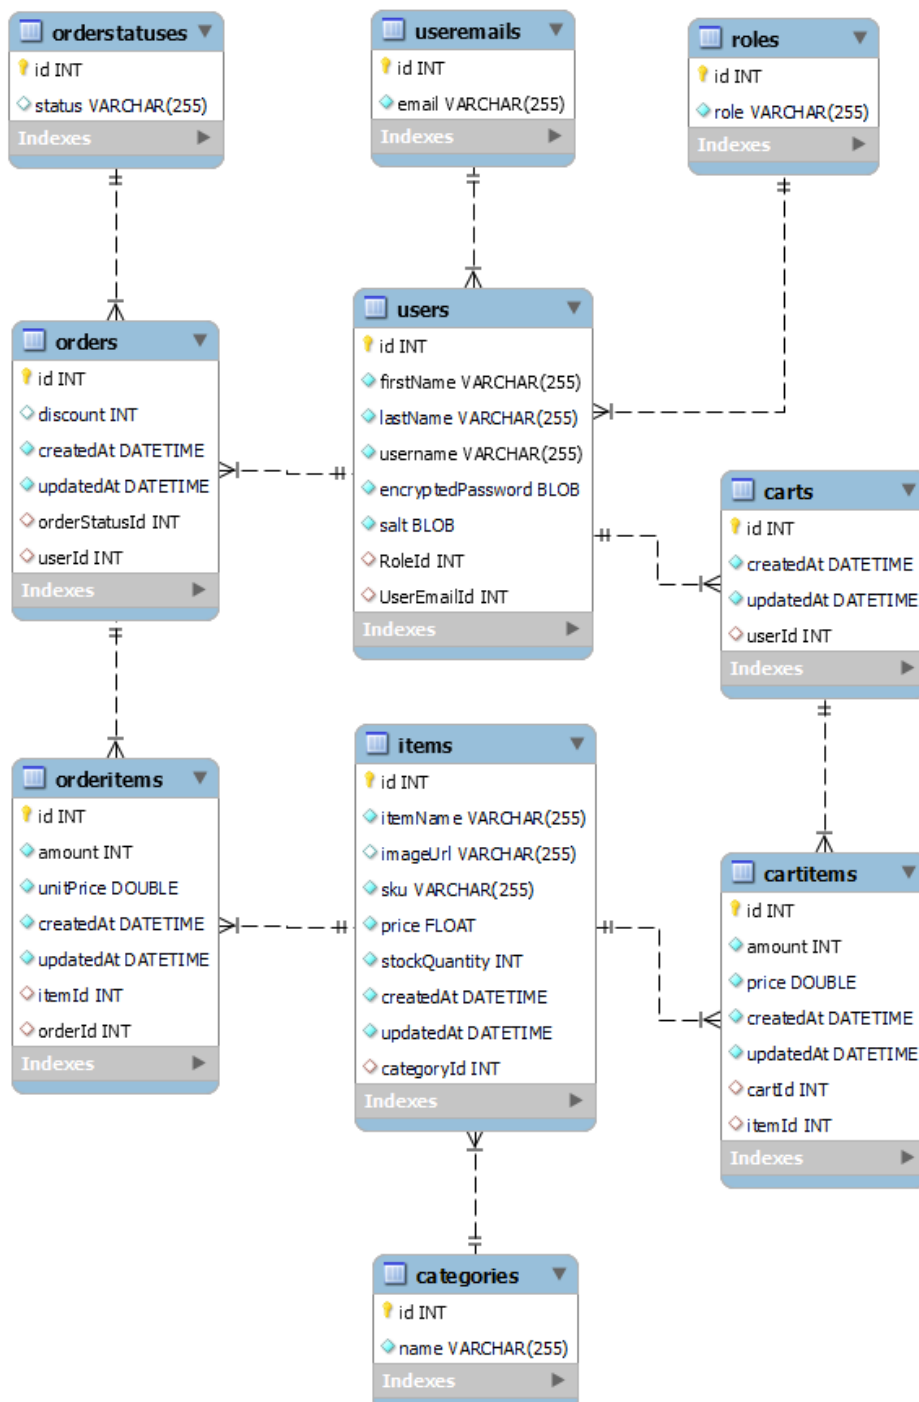 orderstatuses
id INT
status VARCHAR(255)
Indexes
useremails
id INT
email VARCHAR(255)
Indexes
roles
id INT
role VARCHAR(255)
Indexes
orders
id INT
discount INT
createdAt DATETIME
updatedAt DATETIME
orderStatusId INT
userId INT
Indexes
users
id INT
firstName VARCHAR(255)
lastName VARCHAR(255)
username VARCHAR(255)
encryptedPassword BLOB
salt BLOB
RoleId INT
UserEmailId INT
Indexes
carts
id INT
createdAt DATETIME
updatedAt DATETIME
userId INT
Indexes
orderitems
id INT
amount INT
unitPrice DOUBLE
createdAt DATETIME
updatedAt DATETIME
itemId INT
orderId INT
Indexes
items
id INT
itemName VARCHAR(255)
imageUrl VARCHAR(255)
sku VARCHAR(255)
price FLOAT
stockQuantity INT
createdAt DATETIME
updatedAt DATETIME
categoryId INT
Indexes
cartitems
id INT
amount INT
price DOUBLE
createdAt DATETIME
updatedAt DATETIME
cartId INT
itemId INT
Indexes
categories
id INT
name VARCHAR(255)
Indexes